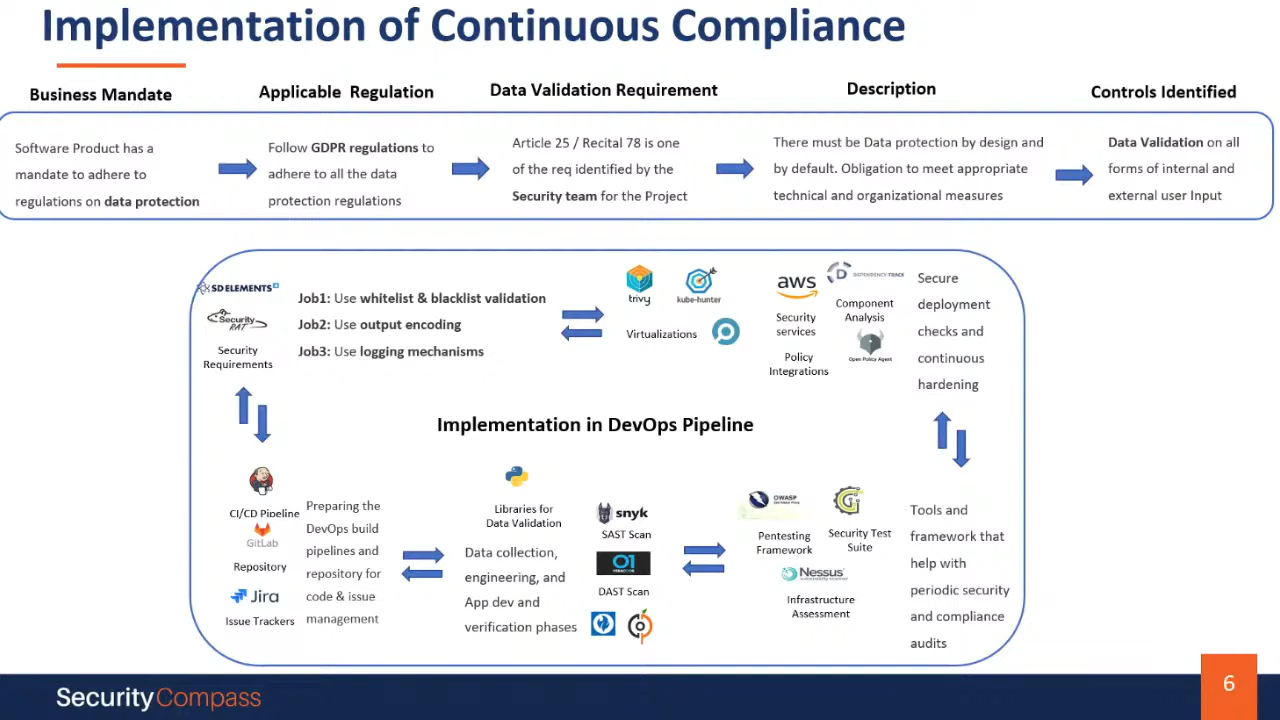 Implementation of Continuous Compliance
Business Mandate
Applicable Regulation
Data Validation Requirement
Description
Controls Identified
Software Product has a
mandate to adhere to
regulations on data protection
Follow GDPR regulations to
adhere to all the data
protection regulations
Article 25 / Recital 78 is one
of the req identified by the
Security team for the Project
There must be Data protection by design and
by default. Obligation to meet appropriate
technical and organizational measures
Data Validation on all
forms of internal and
external user Input
SD ELEMENTS
Security
RAT
Security
Requirements
Job1: Use whitelist & blacklist validation
Job2: Use output encoding
Job3: Use logging mechanisms
trivy
kube-hunter
Virtualizations
aws
Security
services
Policy
Integrations
DEPENDENCY-TRACK
Component
Analysis
Open Policy Agent
Secure
deployment
checks and
continuous
hardening
Implementation in DevOps Pipeline
CI/CD Pipeline
GitLab
Repository
Jira
Issue Trackers
Preparing the
DevOps build
pipelines and
repository for
code & issue
management
Libraries for
Data Validation
Data collection,
engineering, and
App dev and
verification phases
snyk
SAST Scan
DAST Scan
OWASP
Pentesting
Framework
Security Test
Suite
Nessus
Infrastructure
Assessment
Tools and
framework that
help with
periodic security
and compliance
audits
SecurityCompass
6